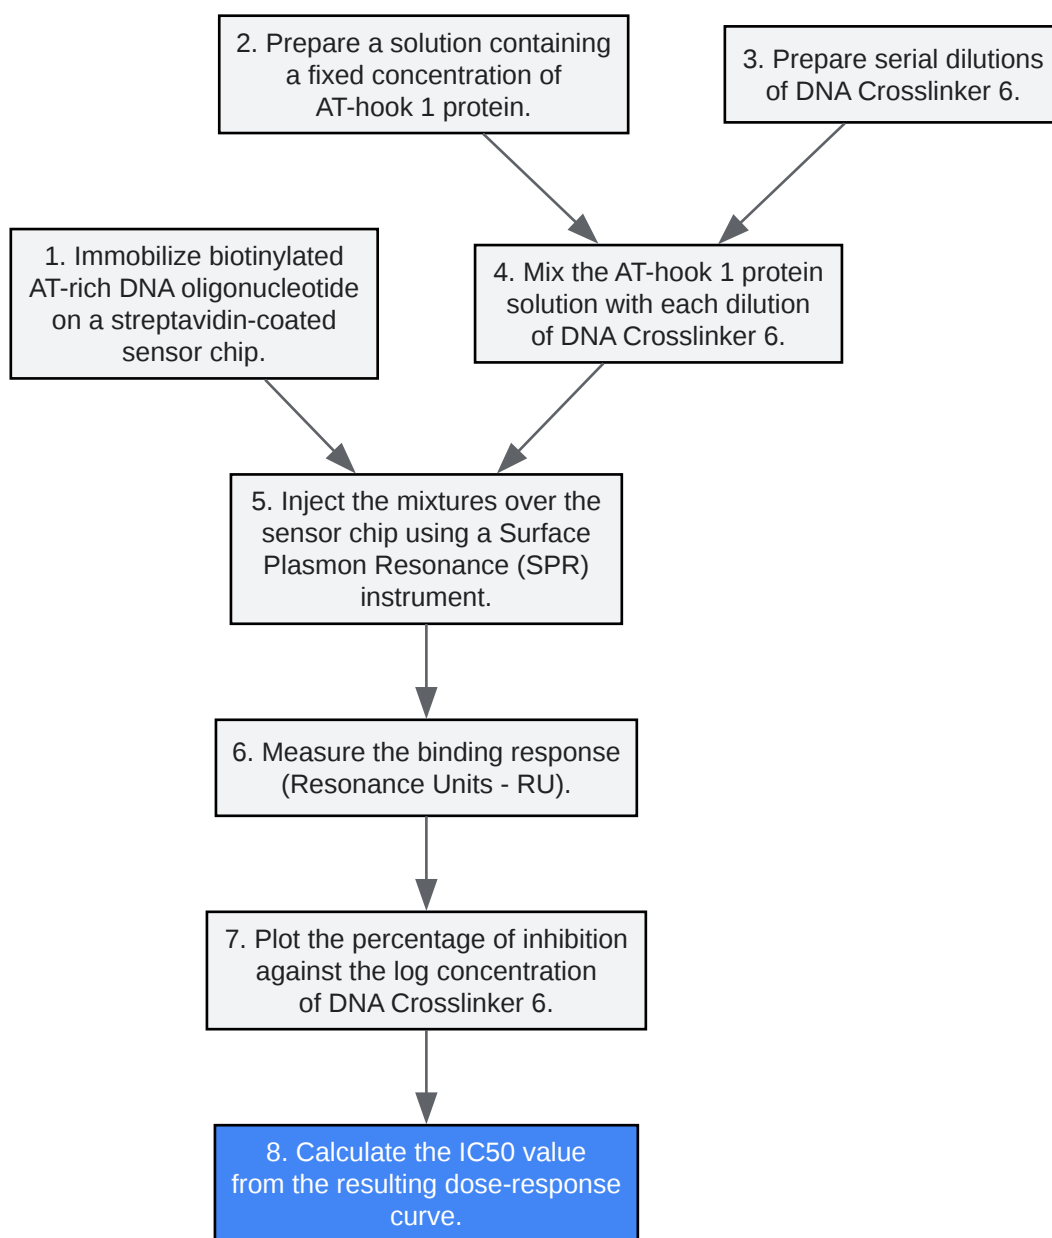 2. Prepare a solution containing
a fixed concentration of
AT-hook 1 protein.
3. Prepare serial dilutions
of DNA Crosslinker 6.
1. Immobilize biotinylated
AT-rich DNA oligonucleotide
on a streptavidin-coated
sensor chip.
4. Mix the AT-hook 1 protein
solution with each dilution
of DNA Crosslinker 6.
5. Inject the mixtures over the
sensor chip using a Surface
Plasmon Resonance (SPR)
instrument.
6. Measure the binding response
(Resonance Units - RU).
7. Plot the percentage of inhibition
against the log concentration
of DNA Crosslinker 6.
8. Calculate the IC50 value
from the resulting dose-response
curve.